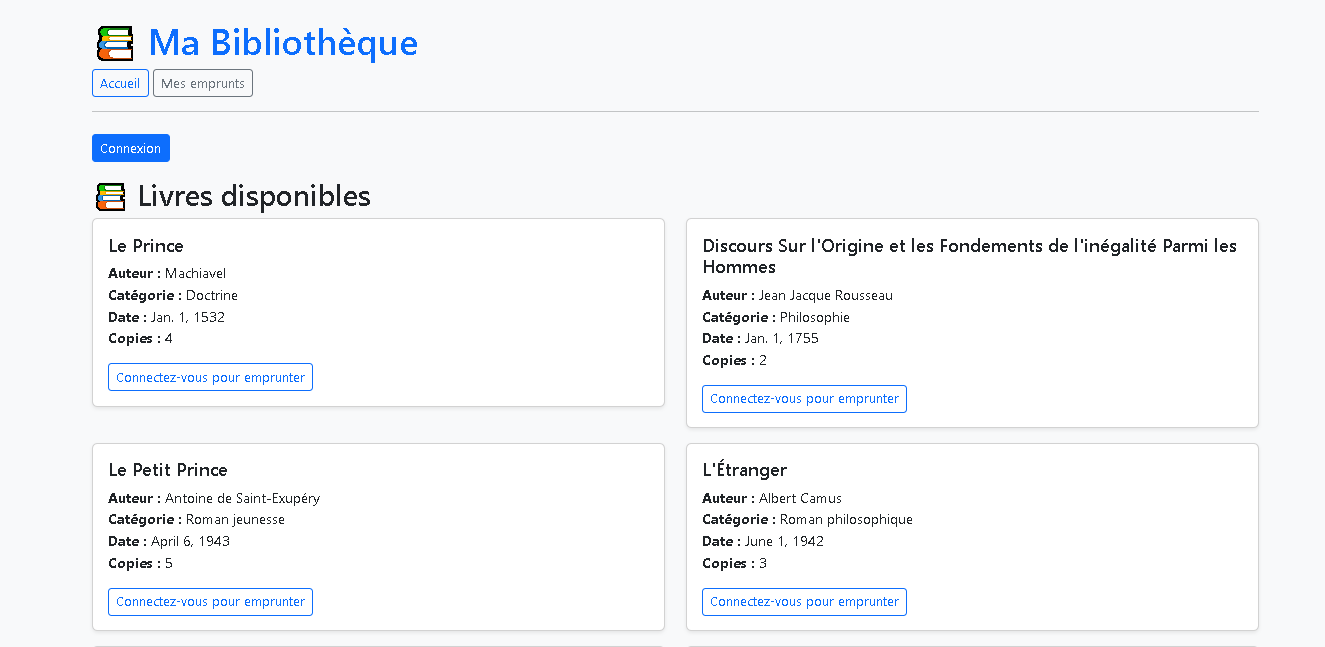 Ma Bibliothèque
Accueil Mes emprunts
Connexion
Livres disponibles
Le Prince
Auteur : Machiavel
Catégorie : Doctrine
Date : Jan. 1, 1532
Copies : 4
Connectez-vous pour emprunter
Discours Sur l'Origine et les Fondements de l'inégalité Parmi les
Hommes
Auteur : Jean Jacque Rousseau
Catégorie : Philosophie
Date : Jan. 1, 1755
Copies : 2
Connectez-vous pour emprunter
Le Petit Prince
Auteur : Antoine de Saint-Exupéry
Catégorie : Roman jeunesse
Date : April 6, 1943
Copies : 5
Connectez-vous pour emprunter
L'Étranger
Auteur : Albert Camus
Catégorie : Roman philosophique
Date : June 1, 1942
Copies : 3
Connectez-vous pour emprunter